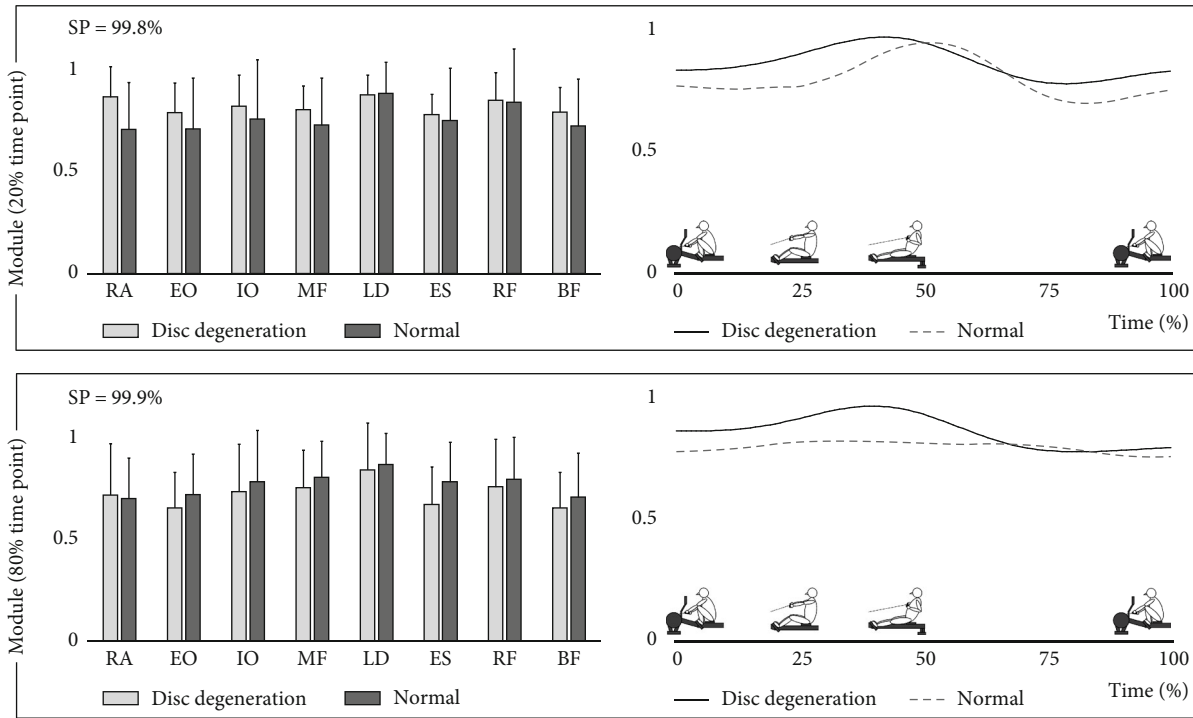 Module (20% time point)
SP = 99.8%
1
0.5
0
RA EO IO MF LD ES RF BF
Disc degeneration Normal
1
0.5
0
0 25 50 75 100
Time (%)
Disc degeneration Normal
Module (80% time point)
SP = 99.9%
1
0.5
0
RA EO IO MF LD ES RF BF
Disc degeneration Normal
1
0.5
0
0 25 50 75 100
Time (%)
Disc degeneration Normal